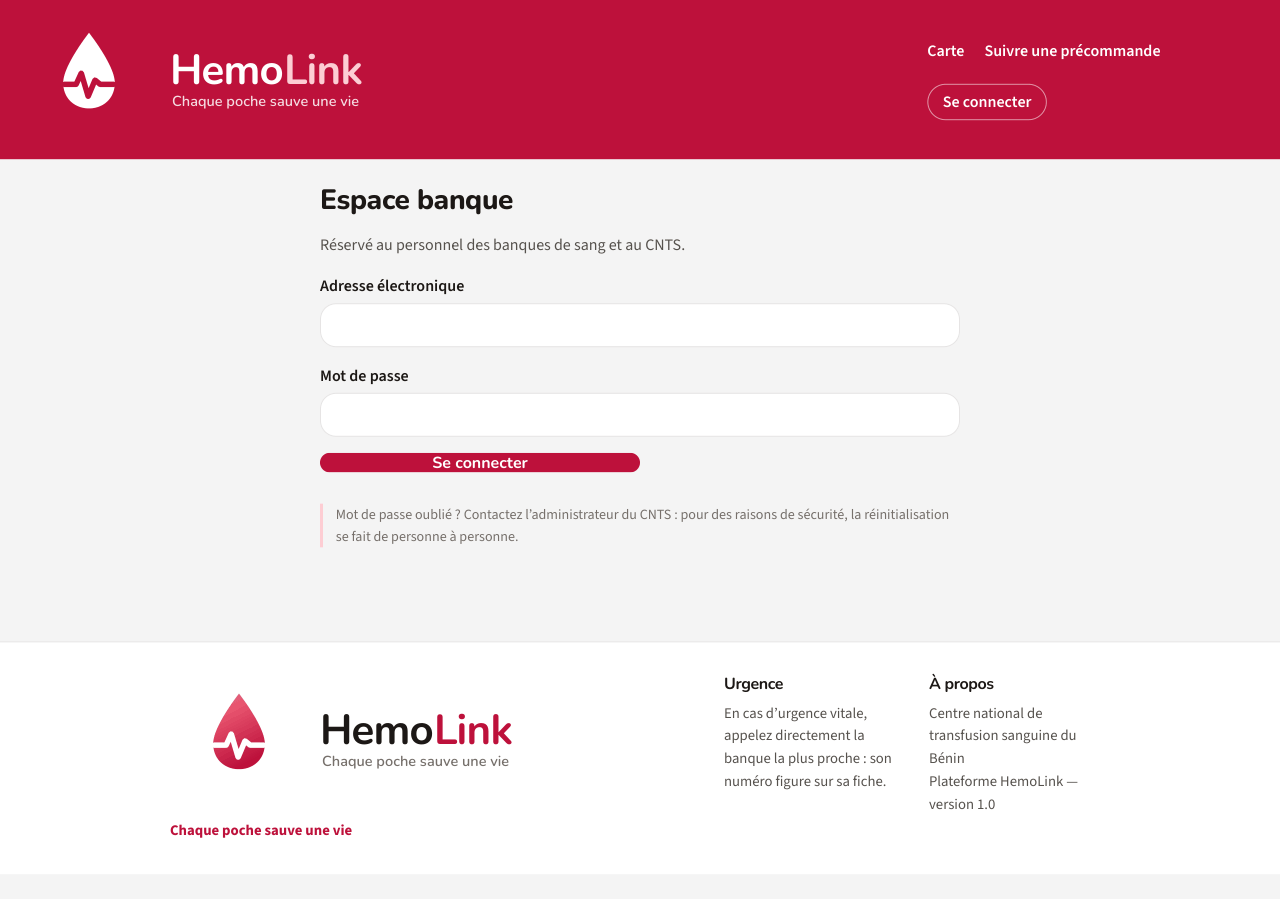 HemoLink
Chaque poche sauve une vie
Carte
Suivre une précommande
Se connecter
Espace banque
Réservé au personnel des banques de sang et au CNTS.
Adresse électronique
Mot de passe
Se connecter
Mot de passe oublié ? Contactez l’administrateur du CNTS : pour des raisons de sécurité, la réinitialisation
se fait de personne à personne.
HemoLink
Chaque poche sauve une vie
Chaque poche sauve une vie
Urgence
En cas d’urgence vitale,
appelez directement la
banque la plus proche : son
numéro figure sur sa fiche.
À propos
Centre national de
transfusion sanguine du
Bénin
Plateforme HemoLink —
version 1.0